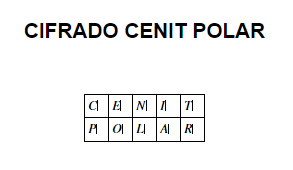 CIFRADO CENIT POLAR
C| E| N| I| T|
P| O| L| A| R|